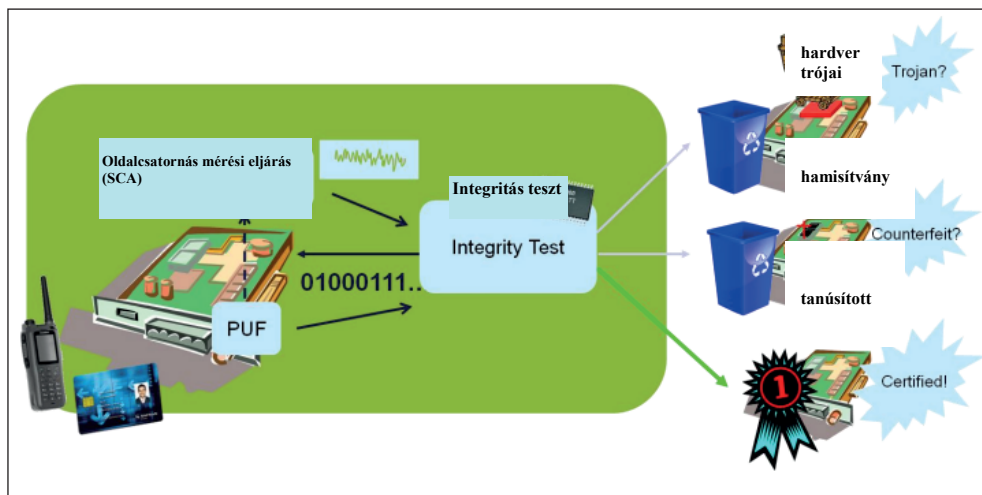 hardver
trójai
Trojan?
Oldalcsatornás mérési eljárás
(SCA)
hamisítvány
Integritás teszt
Counterfeit?
Integrity Test
01000111..
tanúsított
PUF
1
Certified!